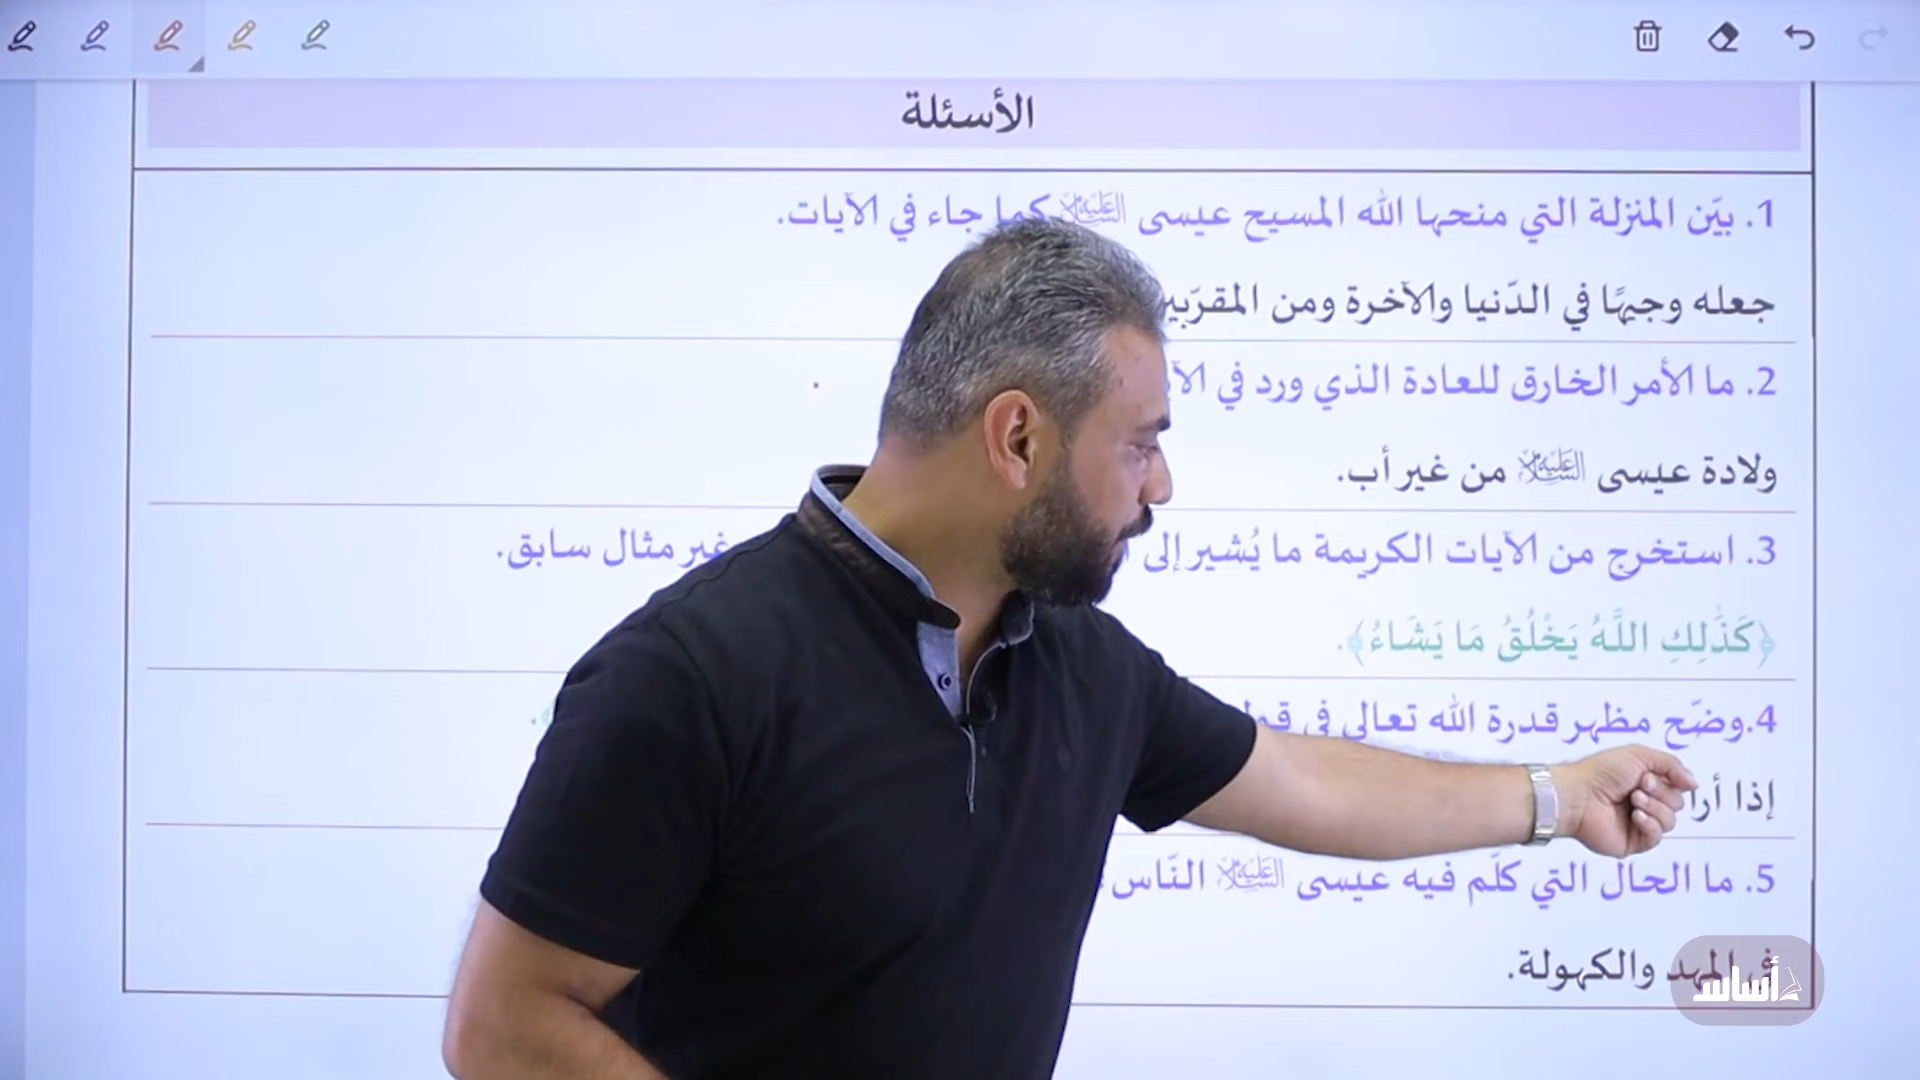 الأسئلة
1. بيّن المنزلة التي منحها الله المسيح عيسى عليه السلام كما جاء في الآيات.
جعله وجيهًا في الدّنيا والآخرة ومن
2. ما الأمر الخارق للعادة الذي ورد في
ولادة عيسى عليه السلام من غير أب.
3. استخرج من الآيات الكريمة ما يُشير إلى غير مثال سابق.
﴿كَذَٰلِكِ اللَّهُ يَخْلُقُ مَا يَشَاءُ﴾.
4.وضّح مظهر قدرة الله تعالى في
إذا
5. ما الحال التي كلّم فيه عيسى عليه السلام النّاس
في المهد والكهولة.
أساس